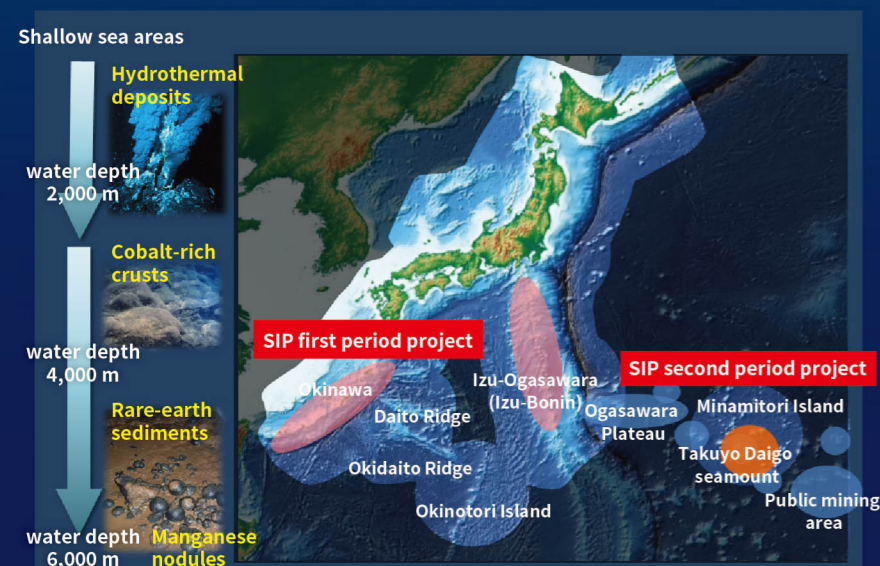 Shallow sea areas
Hydrothermal
deposits
water depth
2,000 m
Cobalt-rich
crusts
water depth
4,000 m
Rare-earth
sediments
water depth
6,000 m
Manganese
nodules
SIP first period project
SIP second period project
Okinawa
Daito Ridge
Izu-Ogasawara
(Izu-Bonin)
Ogasawara
Plateau
Minamitori Island
Takuyo Daigo
seamount
Okidaito Ridge
Okinotori Island
Public mining
area